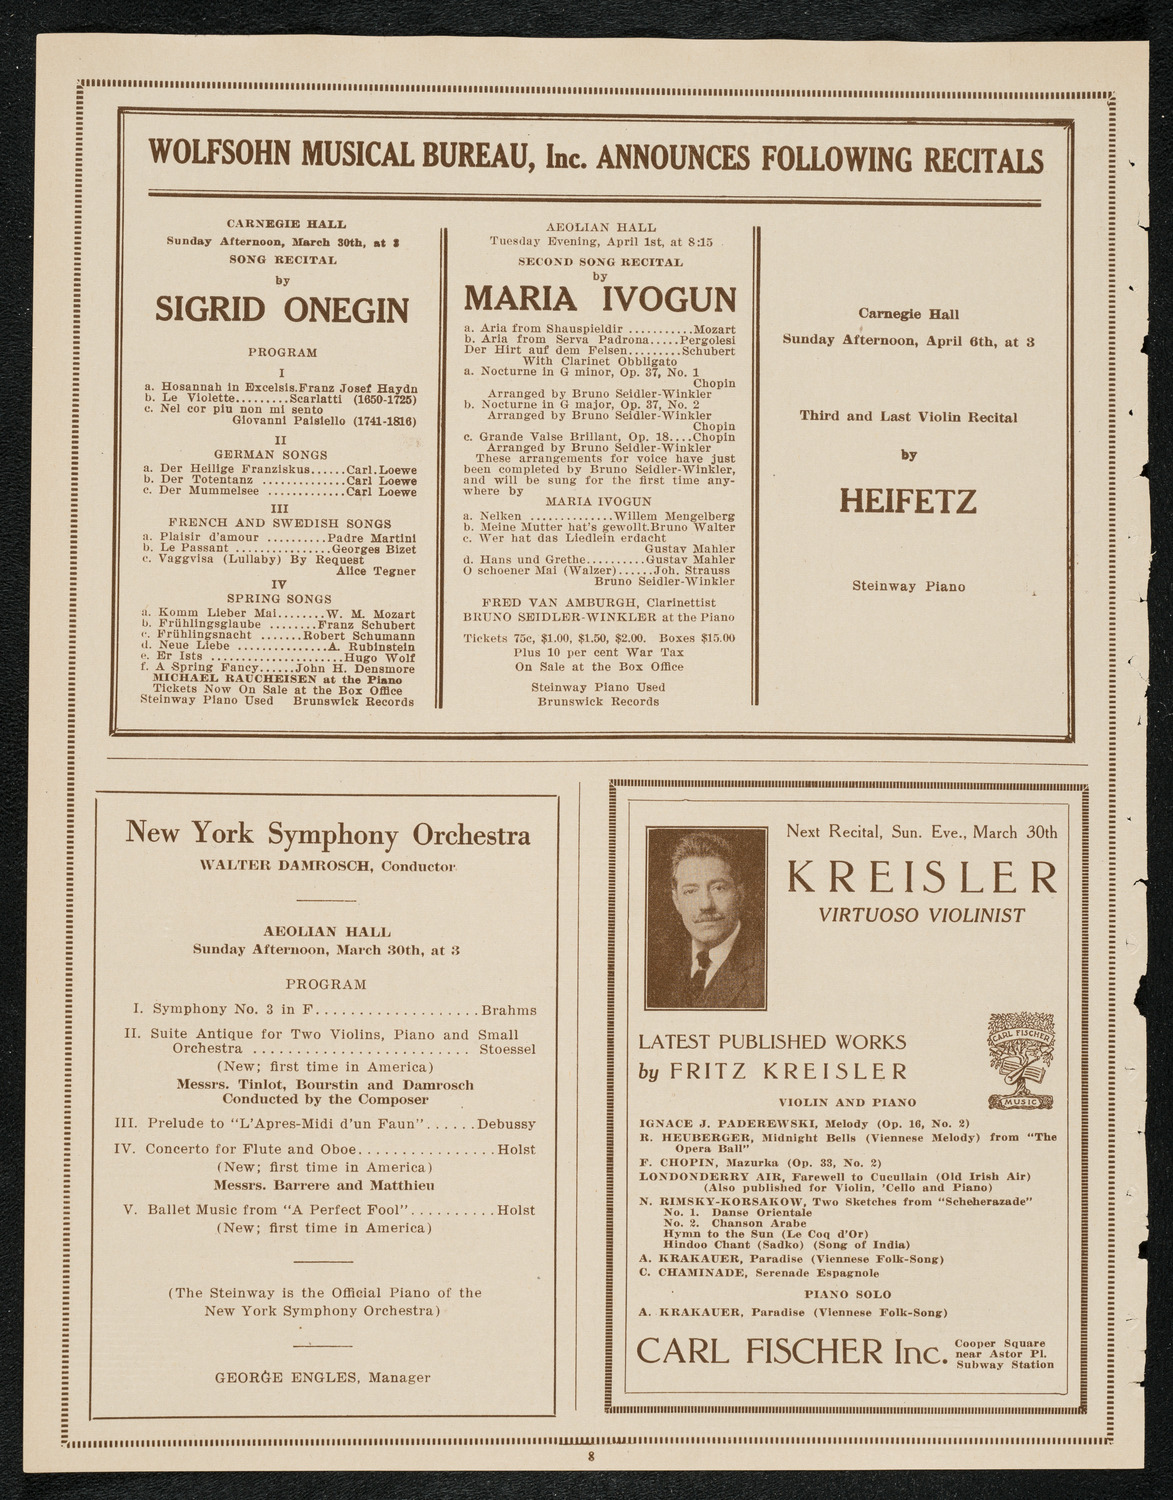 WOLFSOHN MUSICAL BUREAU, Inc. ANNOUNCES FOLLOWING RECITALS
CARNEGIE HALL
Sunday Afternoon, March 30th, at 3
SONG RECITAL
by
SIGRID ONEGIN
PROGRAM
I
a. Hosannah in Excelsis.Franz Josef Haydn
b. Le Violette.........Scarlatti (1650-1725)
c. Nel cor piu non mi sento
Giovanni Paisiello (1741-1816)
II
GERMAN SONGS
a. Der Heilige Franziskus......Carl.Loewe
b. Der Totentanz ..............Carl Loewe
c. Der Mummelsee .............Carl Loewe
III
FRENCH AND SWEDISH SONGS
a. Plaisir d'amour ..........Padre Martini
b. Le Passant ................Georges Bizet
c. Vaggvisa (Lullaby) By Request
Alice Tegner
IV
SPRING SONGS
a. Komm Lieber Mai........W. M. Mozart
b. Frühlingsglaube ........Franz Schubert
c. Frühlingsnacht .......Robert Schumann
d. Neue Liebe ...............A. Rubinstein
e. Er Ists ......................Hugo Wolf
f. A Spring Fancy......John H. Densmore
MICHAEL RAUCHEISEN at the Piano
Tickets Now On Sale at the Box Office
Steinway Piano Used Brunswick Records
AEOLIAN HALL
Tuesday Evening, April 1st, at 8:15
SECOND SONG RECITAL
by
MARIA IVOGUN
a. Aria from Shauspieldir ...........Mozart
b. Aria from Serva Padrona.....Pergolesi
Der Hirt auf dem Felsen.........Schubert
With Clarinet Obbligato
a. Nocturne in G minor, Op. 37, No. 1
Chopin
Arranged by Bruno Seidler-Winkler
b. Nocturne in G major, Op. 37, No. 2
Arranged by Bruno Seidler-Winkler
Chopin
c. Grande Valse Brillant, Op. 18....Chopin
Arranged by Bruno Seidler-Winkler
These arrangements for voice have just
been completed by Bruno Seidler-Winkler,
and will be sung for the first time any-
where by
MARIA IVOGUN
a. Nelken ..............Willem Mengelberg
b. Meine Mutter hat's gewollt.Bruno Walter
c. Wer hat das Liedlein erdacht
Gustav Mahler
d. Hans und Grethe..........Gustav Mahler
O schoener Mai (Walzer)......Joh. Strauss
Bruno Seidler-Winkler
FRED VAN AMBURGH, Clarinettist
BRUNO SEIDLER-WINKLER at the Piano
Tickets 75c, $1.00, $1.50, $2.00. Boxes $15.00
Plus 10 per cent War Tax
On Sale at the Box Office
Steinway Piano Used
Brunswick Records
Carnegie Hall
Sunday Afternoon, April 6th, at 3
Third and Last Violin Recital
by
HEIFETZ
Steinway Piano
New York Symphony Orchestra
WALTER DAMROSCH, Conductor
AEOLIAN HALL
Sunday Afternoon, March 30th, at 3
PROGRAM
I. Symphony No. 3 in F...................Brahms
II. Suite Antique for Two Violins, Piano and Small
Orchestra ......................... Stoessel
(New; first time in America)
Messrs. Tinlot, Bourstin and Damrosch
Conducted by the Composer
III. Prelude to "L'Apres-Midi d'un Faun"......Debussy
IV. Concerto for Flute and Oboe................Holst
(New; first time in America)
Messrs. Barrere and Matthieu
V. Ballet Music from "A Perfect Fool"..........Holst
(New; first time in America)
(The Steinway is the Official Piano of the
New York Symphony Orchestra)
GEORGE ENGLES, Manager
Next Recital, Sun. Eve., March 30th
KREISLER
VIRTUOSO VIOLINIST
CARL FISCHER
MUSIC
LATEST PUBLISHED WORKS
by FRITZ KREISLER
VIOLIN AND PIANO
IGNACE J. PADEREWSKI, Melody (Op. 16, No. 2)
R. HEUBERGER, Midnight Bells (Viennese Melody) from "The
Opera Ball"
F. CHOPIN, Mazurka (Op. 33, No. 2)
LONDONDERRY AIR, Farewell to Cucullain (Old Irish Air)
(Also published for Violin, 'Cello and Piano)
N. RIMSKY-KORSAKOW, Two Sketches from "Scheherazade"
No. 1. Danse Orientale
No. 2. Chanson Arabe
Hymn to the Sun (Le Coq d'Or)
Hindoo Chant (Sadko) (Song of India)
A. KRAKAUER, Paradise (Viennese Folk-Song)
C. CHAMINADE, Serenade Espagnole
PIANO SOLO
A. KRAKAUER, Paradise (Viennese Folk-Song)
CARL FISCHER Inc. Cooper Square
near Astor Pl.
Subway Station
8